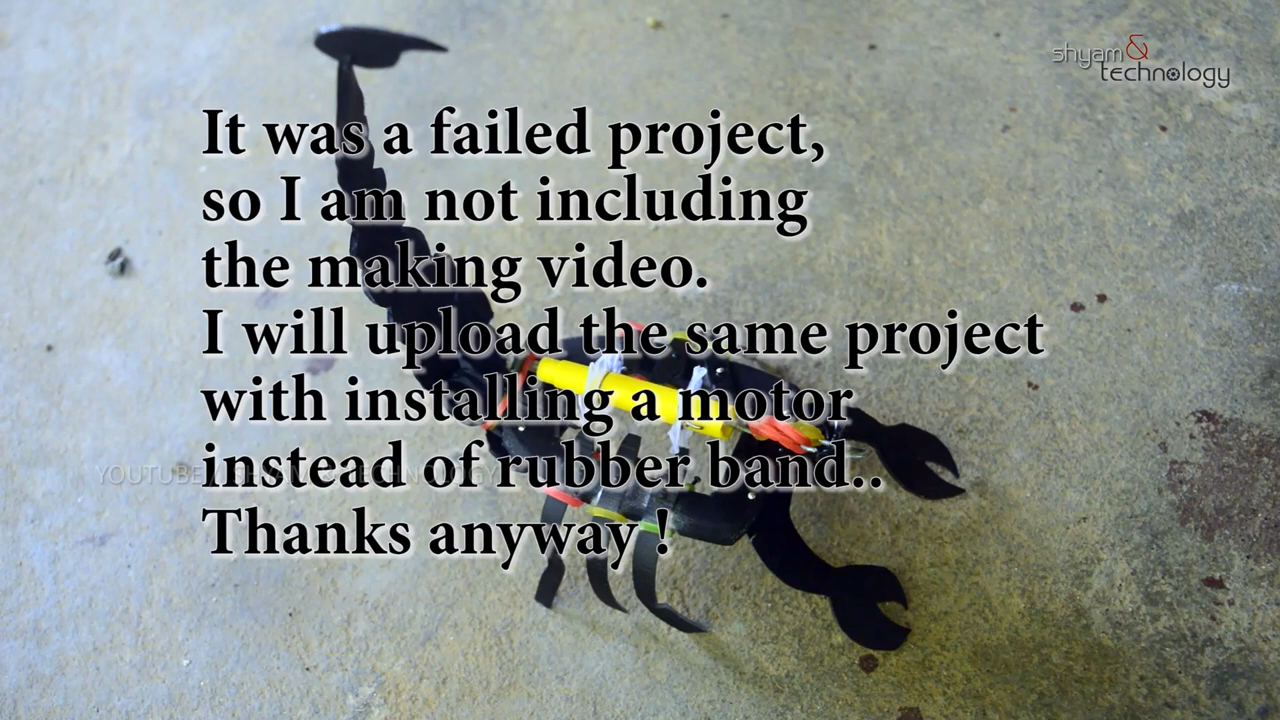 shyam &
technology
It was a failed project,
so I am not including
the making video.
I will upload the same project
with installing a motor
instead of rubber band..
Thanks anyway !